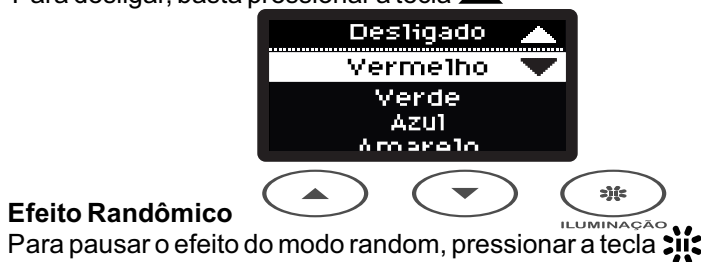 Para desligar, basta pressionar a tecla
Desligado
Vermelho
Verde
Azul
Amarelo
Efeito Randômico
ILUMINAÇÃO
Para pausar o efeito do modo random, pressionar a tecla